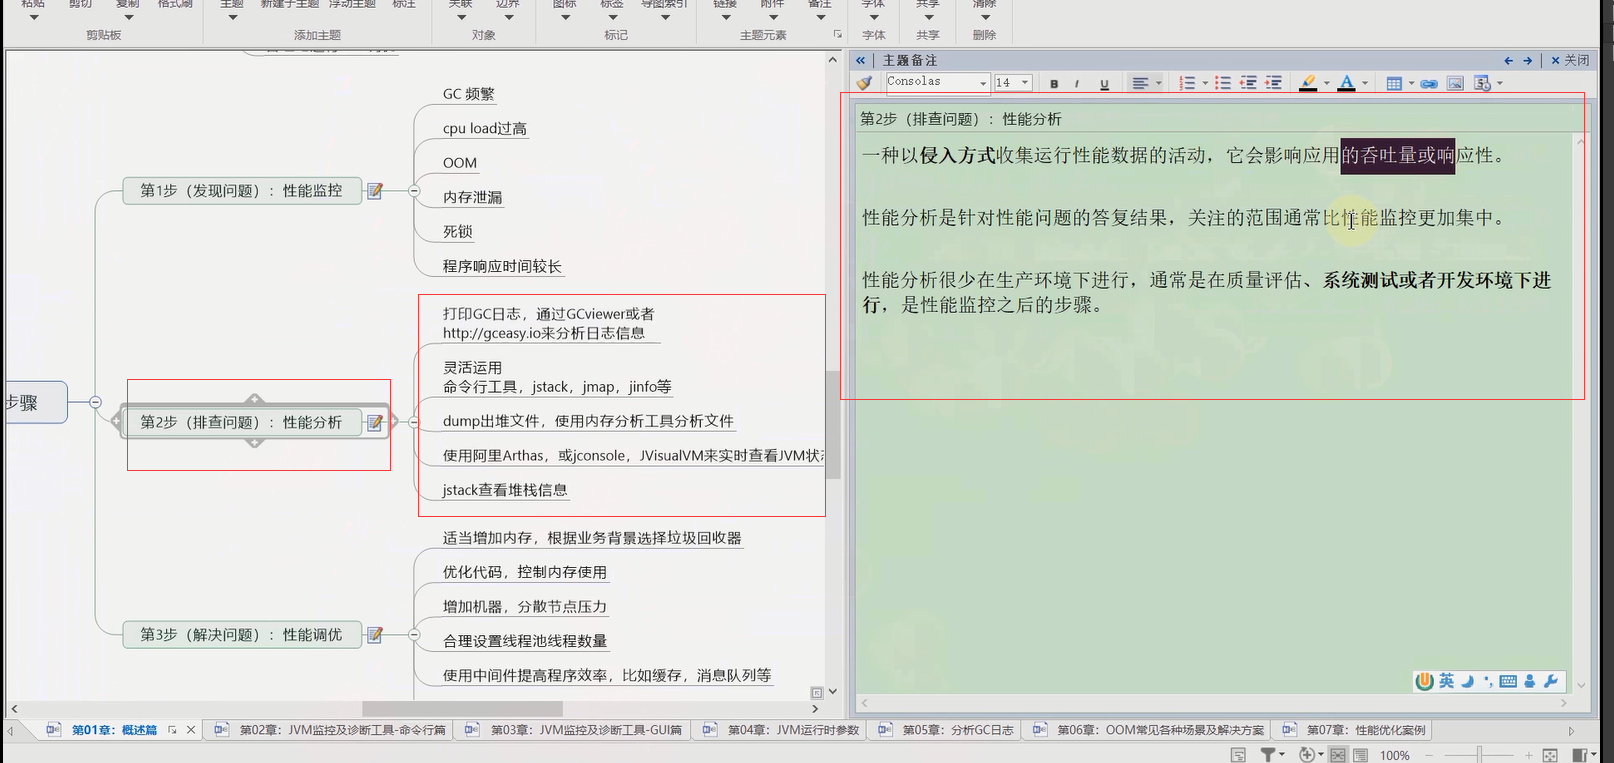 粘贴
剪切
复制
格式刷
主题
新建子主题
浮动主题
标注
关联
边界
图标
标签
导图索引
链接
附件
备注
字体
共享
清除
剪贴板
添加主题
对象
标记
主题元素
字体
共享
删除
GC 频繁
cpu load过高
OOM
内存泄漏
死锁
程序响应时间较长
第1步（发现问题）：性能监控
打印GC日志，通过GCviewer或者
http://gceasy.io来分析日志信息
灵活运用
命令行工具，jstack，jmap，jinfo等
dump出堆文件，使用内存分析工具分析文件
使用阿里Arthas，或jconsole，JVisualVM来实时查看JVM状
jstack查看堆栈信息
步骤
第2步（排查问题）：性能分析
适当增加内存，根据业务背景选择垃圾回收器
优化代码，控制内存使用
增加机器，分散节点压力
合理设置线程池线程数量
使用中间件提高程序效率，比如缓存，消息队列等
第3步（解决问题）：性能调优
主题备注
关闭
Consolas
14
B I U
第2步（排查问题）：性能分析
一种以侵入方式收集运行性能数据的活动，它会影响应用的吞吐量或响应性。
性能分析是针对性能问题的答复结果，关注的范围通常比性能监控更加集中。
性能分析很少在生产环境下进行，通常是在质量评估、系统测试或者开发环境下进
行，是性能监控之后的步骤。
英
第01章：概述篇
第02章：JVM监控及诊断工具-命令行篇
第03章：JVM监控及诊断工具-GUI篇
第04章：JVM运行时参数
第05章：分析GC日志
第06章：OOM常见各种场景及解决方案
第07章：性能优化案例
100%